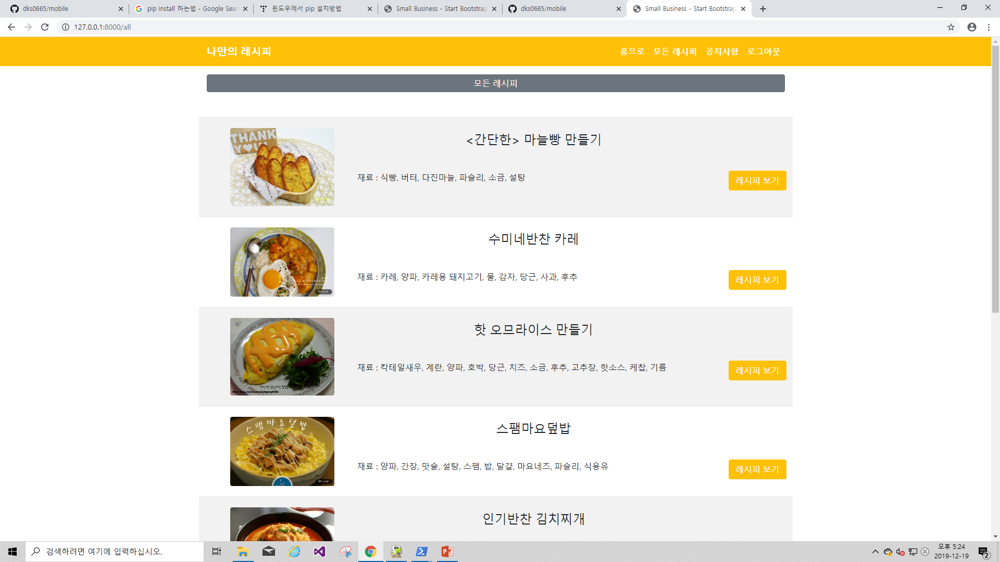 dks0665/mobile
pip install 하는법 - Google Sear
윈도우에서 pip 설치방법
Small Business - Start Bootstrap
dks0665/mobile
Small Business - Start Bootstrap
127.0.0.1:8000/all
나만의 레시피
홈으로 모든 레시피 공지사항 로그아웃
모든 레시피
THANK
YOU!
<간단한> 마늘빵 만들기
재료 : 식빵, 버터, 다진마늘, 파슬리, 소금, 설탕
레시피 보기
수미네반찬 카레
재료 : 카레, 양파, 카레용 돼지고기, 물, 감자, 당근, 사과, 후추
레시피 보기
핫 오므라이스 만들기
재료 : 칵테일새우, 계란, 양파, 호박, 당근, 치즈, 소금, 후추, 고추장, 핫소스, 케찹, 기름
레시피 보기
스팸마요덮밥
스팸마요덮밥
재료 : 양파, 간장, 맛술, 설탕, 스팸, 밥, 달걀, 마요네즈, 파슬리, 식용유
레시피 보기
인기반찬 김치찌개
검색하려면 여기에 입력하십시오.
오후 5:24
2019-12-19
2